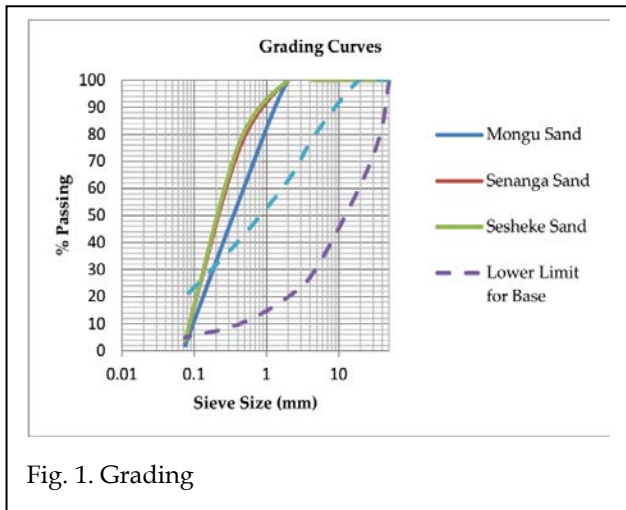 Grading Curves
100
90
80
70
60
50
40
30
20
10
0
% Passing
0.01 0.1 1 10
Sieve Size (mm)
Mongu Sand
Senanga Sand
Sesheke Sand
Lower Limit
for Base
Fig. 1. Grading